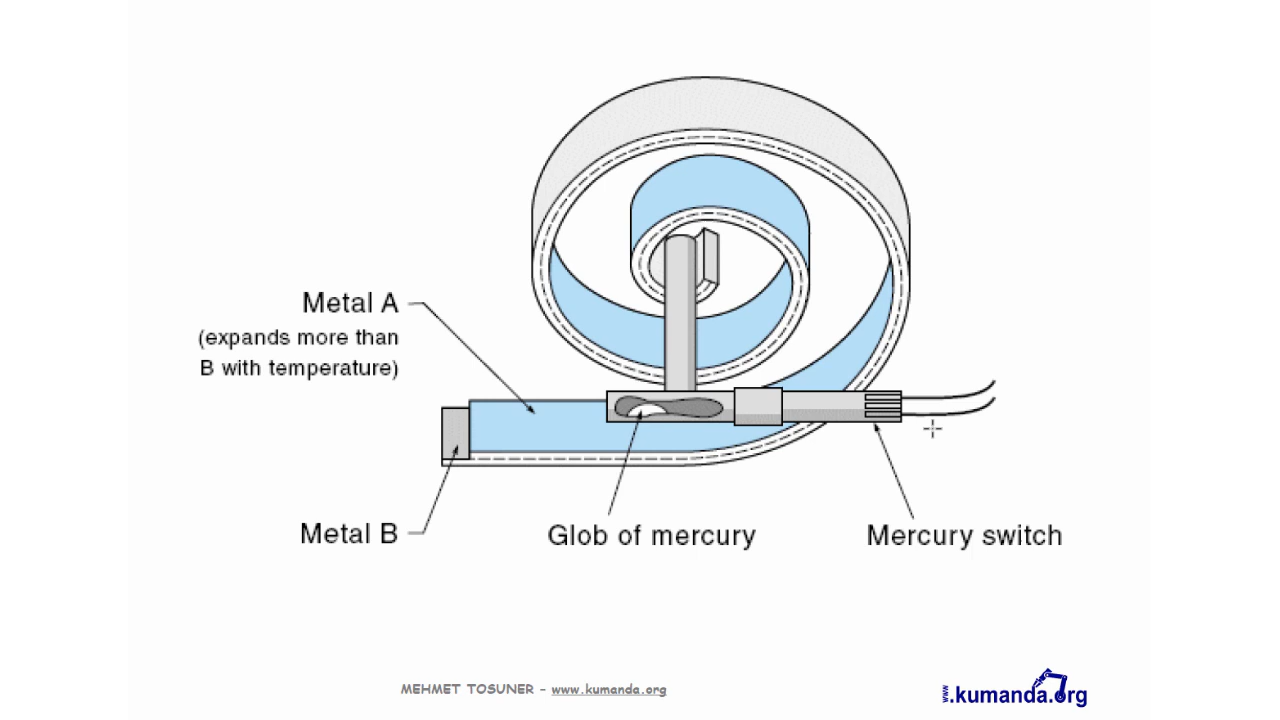 Metal A
(expands more than
B with temperature)
Metal B
Glob of mercury
Mercury switch
MEHMET TOSUNER - www.kumanda.org
www.kumanda.org